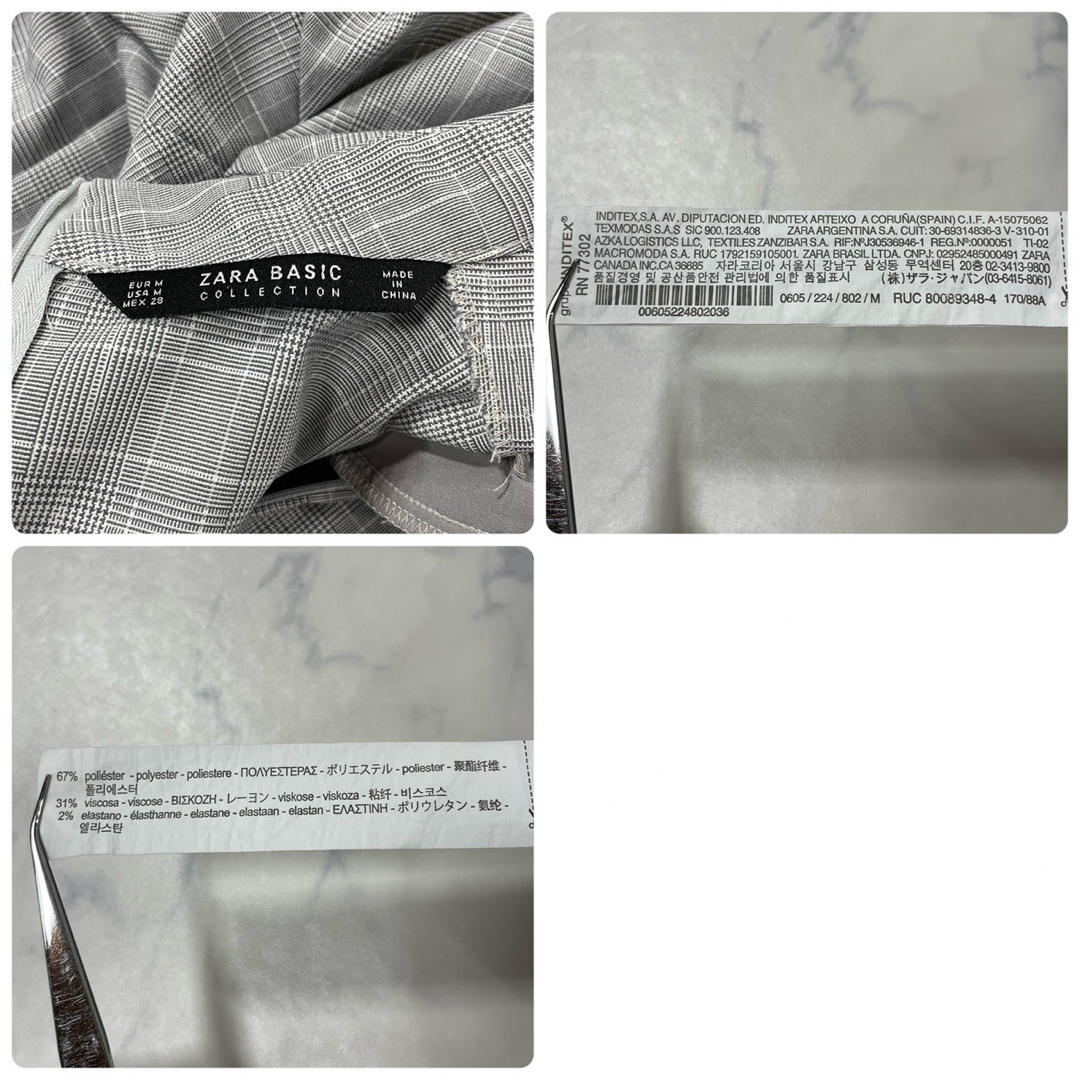 EUR M
USA M
MEX 28
ZARA BASIC
COLLECTION
MADE
IN
CHINA
INDITEX®
RN 77302
INDITEX,S.A. AV. DIPUTACION ED. INDITEX ARTEIXO A CORUÑA(SPAIN) C.I.F. A-15075062
TEXMODAS S.A.S SIC 900.123.408 ZARA ARGENTINA S.A. CUIT: 30-69314836-3 V-310-01
AZKA LOGISTICS LLC, TEXTILES ZANZIBAR S.A. RIF:Nº.J30536946-1 REG.Nº:0000051 TI-02
MACROMODA S.A. RUC 1792159105001. ZARA BRASIL LTDA. CNPJ: 02952485000491 ZARA
CANADA INC.CA 36685 자라코리아 서울시 강남구 삼성동 무역센터 20층 02-3413-9800
품질경영 및 공산품안전 관리법에 의한 품질표시 (株)ザラ・ジャパン(03-6415-8061)
0605 / 224 / 802 / M RUC 80089348-4 170/88A
00605224802036
67% poliéster - polyester - poliestere - ΠΟΛΥΕΣΤΕΡΑΣ - ポリエステル - poliester - 聚酯纤维 -
폴리에스터
31% viscosa - viscose - ΒΙΣΚΟΖΗ - レーヨン - viskose - viskoza - 粘纤 - 비스코스
2% elastano - élasthanne - elastane - elastaan - elastan - ΕΛΑΣΤΙΝΗ - ポリウレタン - 氨纶 -
엘라스탄